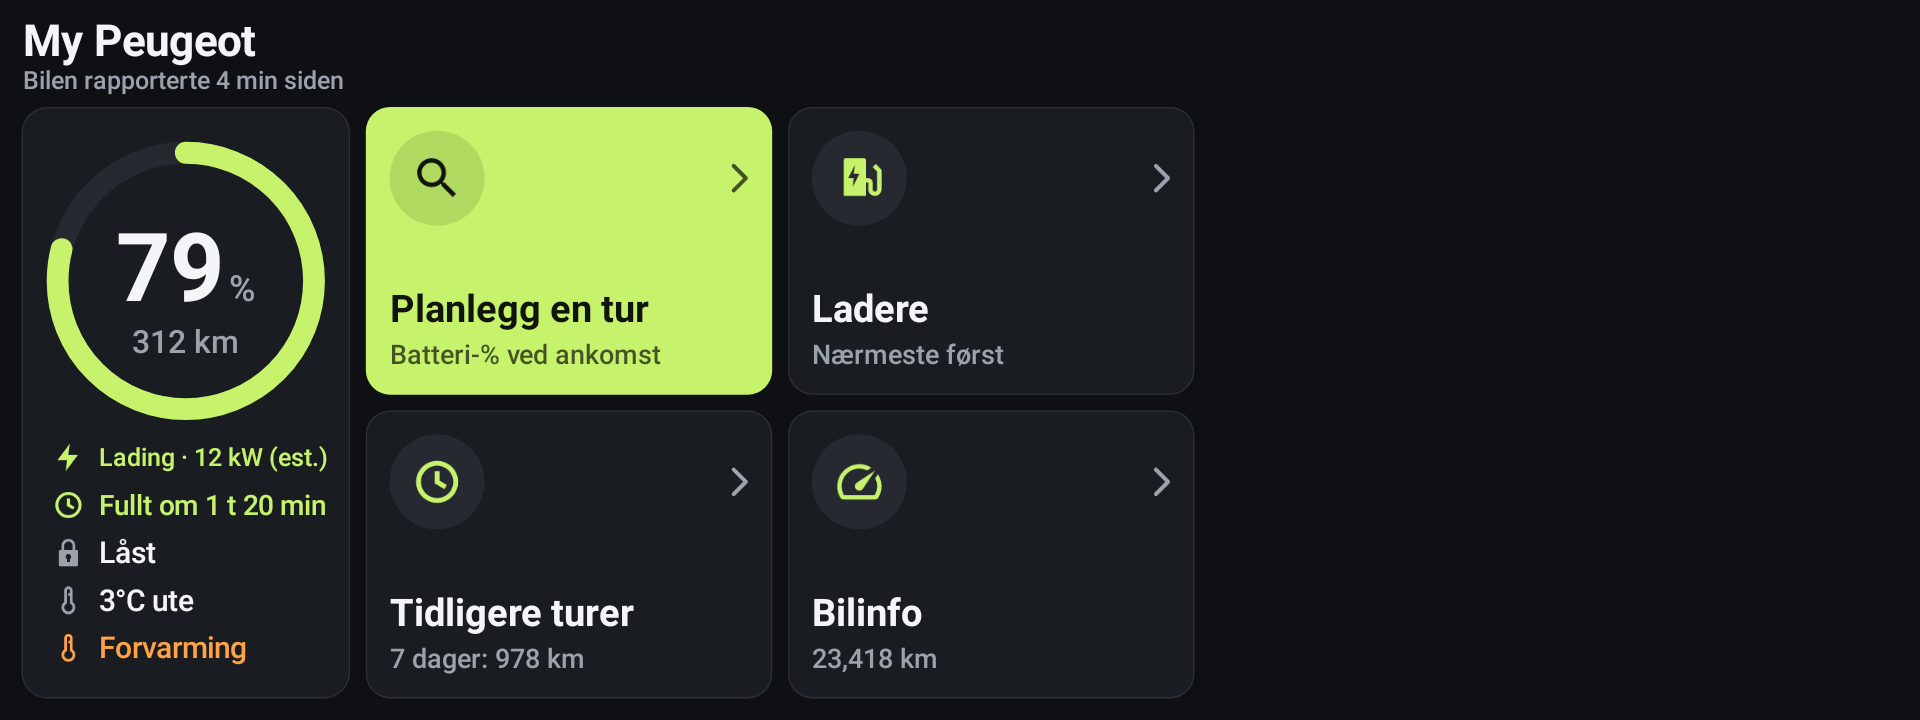 My Peugeot
Bilen rapporterte 4 min siden
79 %
312 km
Lading · 12 kW (est.)
Fullt om 1 t 20 min
Låst
3°C ute
Forvarming
Planlegg en tur
Batteri-% ved ankomst
Ladere
Nærmeste først
Tidligere turer
7 dager: 978 km
Bilinfo
23,418 km